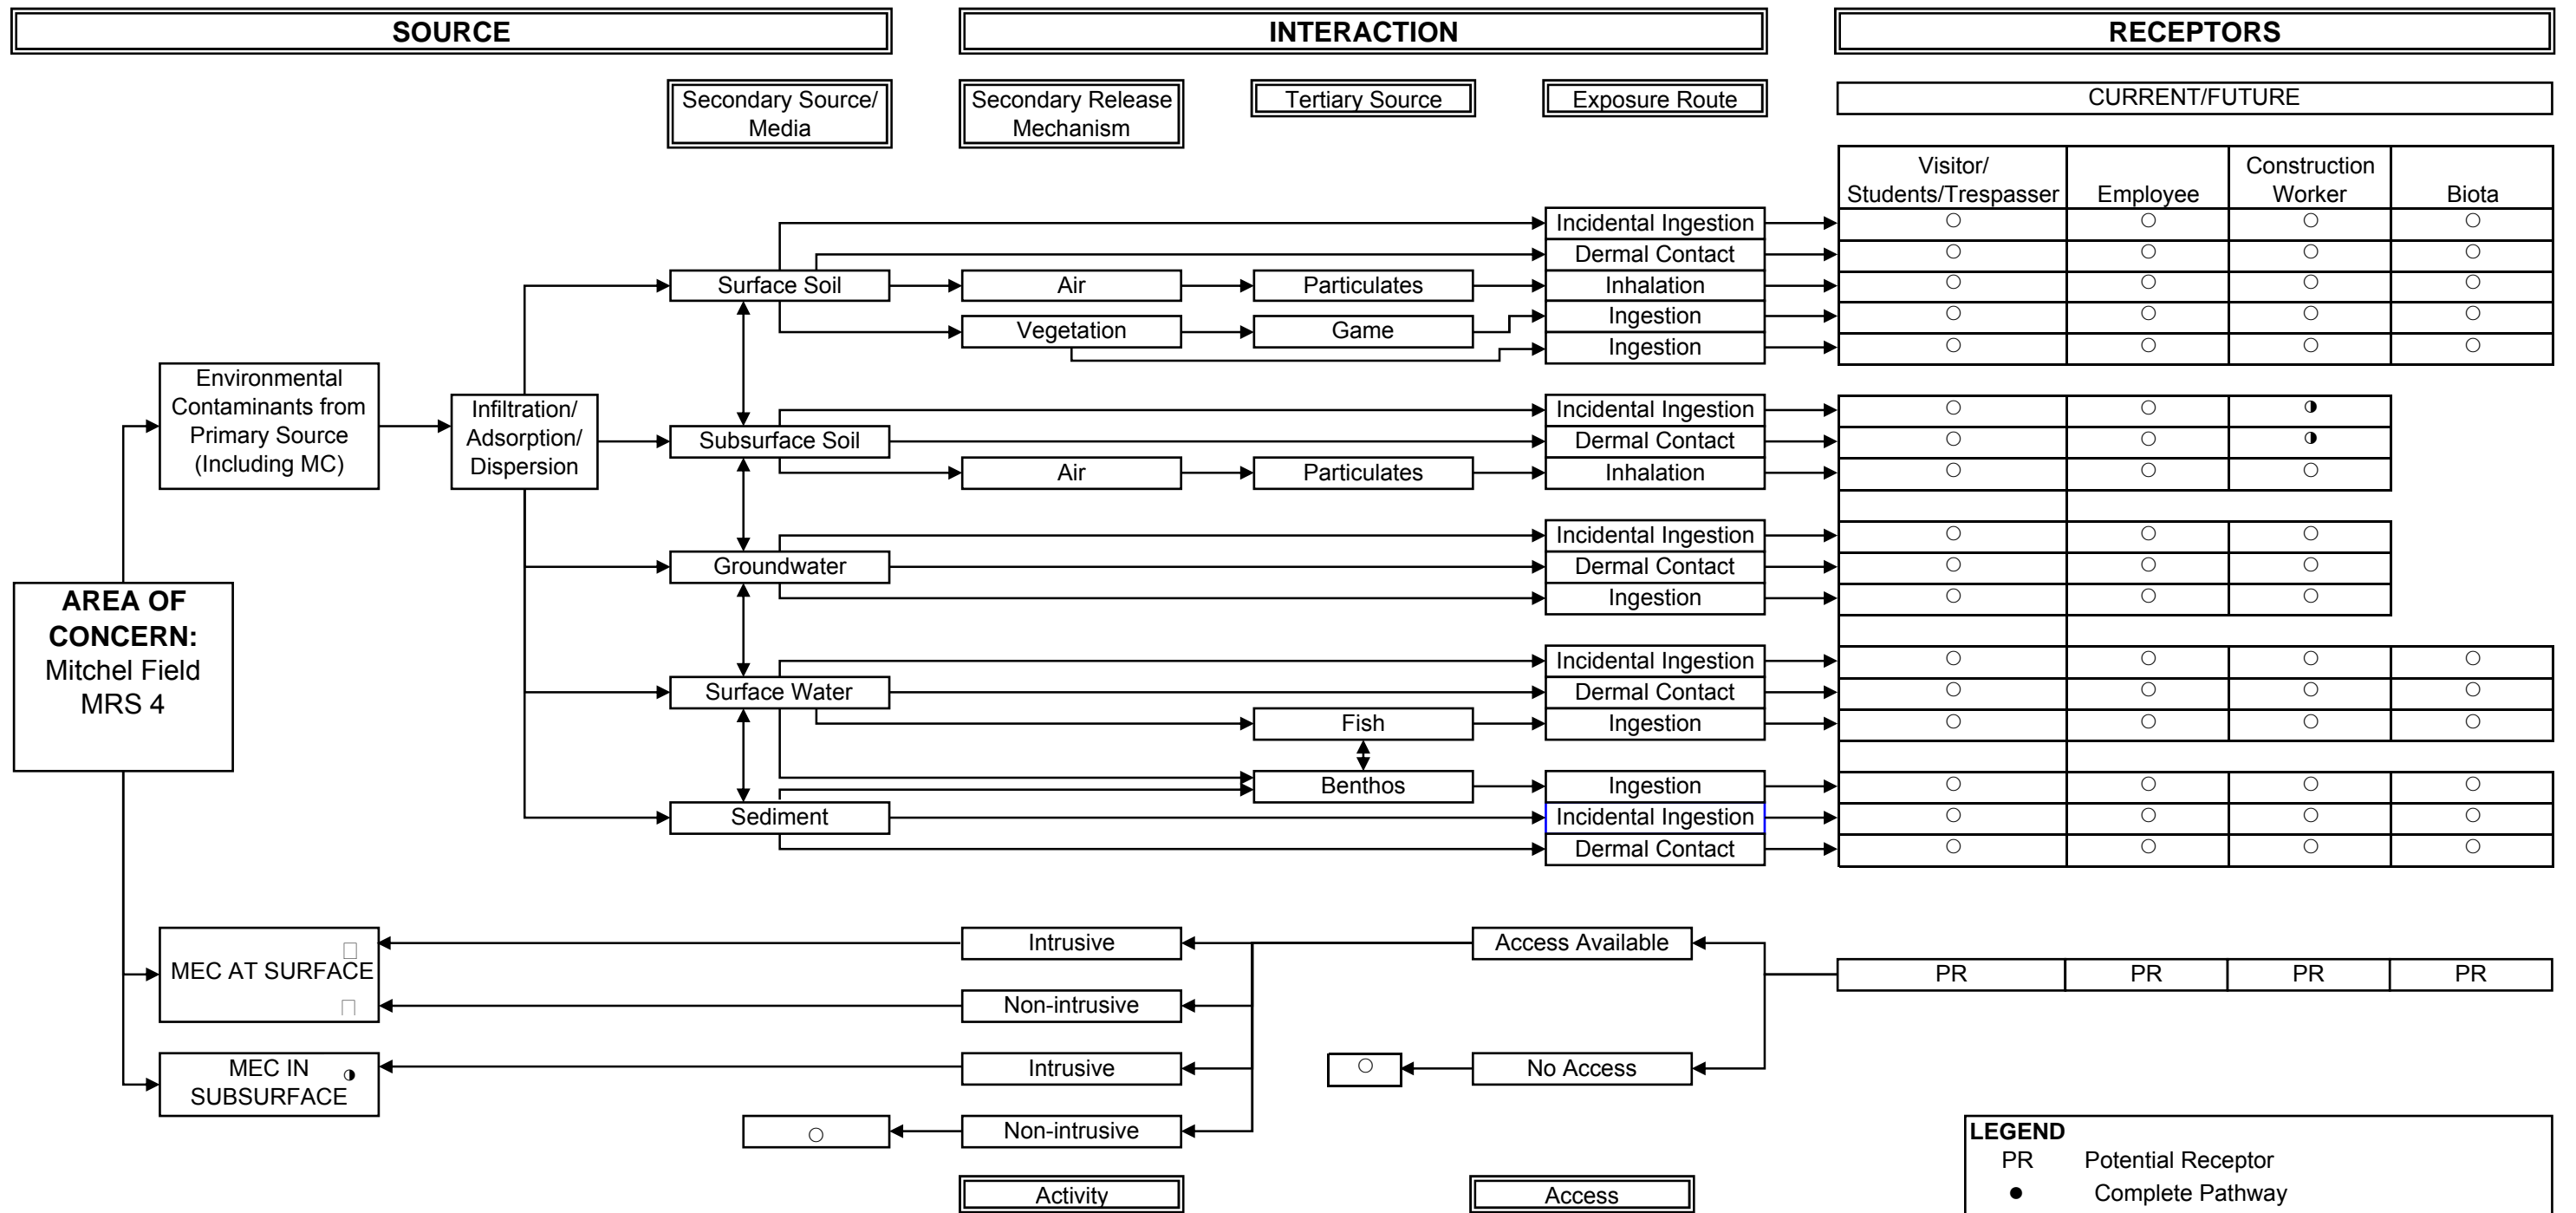 SOURCE
INTERACTION
RECEPTORS
Secondary Source/
Media
Secondary Release
Mechanism
Tertiary Source
Exposure Route
CURRENT/FUTURE
Visitor/
Students/Trespasser
Employee
Construction
Worker
Biota
Incidental Ingestion
○ ○ ○ ○
Dermal Contact
○ ○ ○ ○
Surface Soil
Air
Particulates
Inhalation
○ ○ ○ ○
Vegetation
Game
Ingestion
○ ○ ○ ○
Ingestion
○ ○ ○ ○
Environmental
Contaminants from
Primary Source
(Including MC)
Infiltration/
Adsorption/
Dispersion
Incidental Ingestion
○ ○ ◑
Subsurface Soil
Dermal Contact
○ ○ ◑
Air
Particulates
Inhalation
○ ○ ○
Incidental Ingestion
○ ○ ○
Groundwater
Dermal Contact
○ ○ ○
Ingestion
○ ○ ○
AREA OF
CONCERN:
Mitchel Field
MRS 4
Incidental Ingestion
○ ○ ○ ○
Surface Water
Dermal Contact
○ ○ ○ ○
Fish
Ingestion
○ ○ ○ ○
Benthos
Ingestion
○ ○ ○ ○
Sediment
Incidental Ingestion
○ ○ ○ ○
Dermal Contact
○ ○ ○ ○
MEC AT SURFACE
Intrusive
Access Available
PR PR PR PR
Non-intrusive
MEC IN
SUBSURFACE
◑
Intrusive
○
No Access
○
Non-intrusive
Activity
Access
LEGEND
PR Potential Receptor
● Complete Pathway